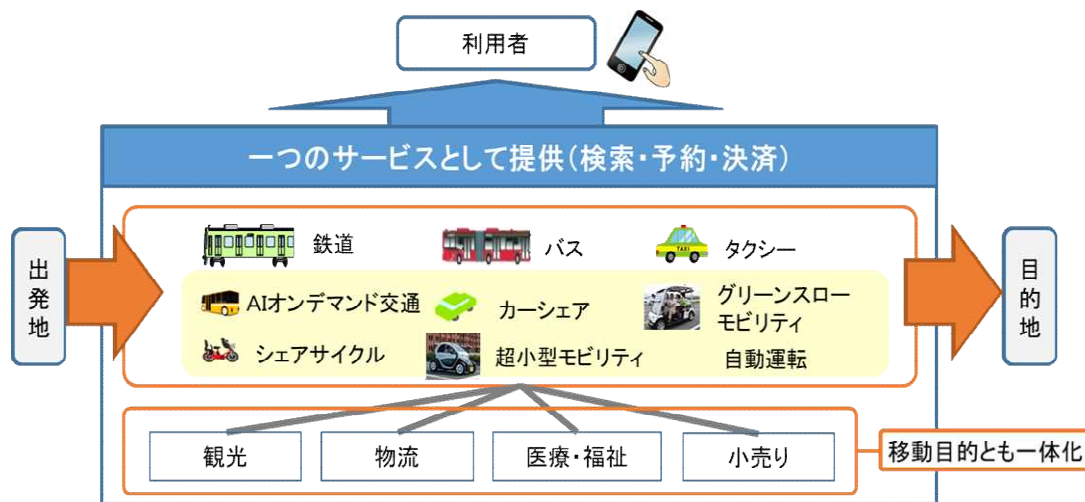 利用者
一つのサービスとして提供(検索・予約・決済)
出発地
鉄道
バス
TAXI
タクシー
目的地
AIオンデマンド交通
カーシェア
グリーンスロー
モビリティ
シェアサイクル
超小型モビリティ
自動運転
観光
物流
医療・福祉
小売り
移動目的とも一体化